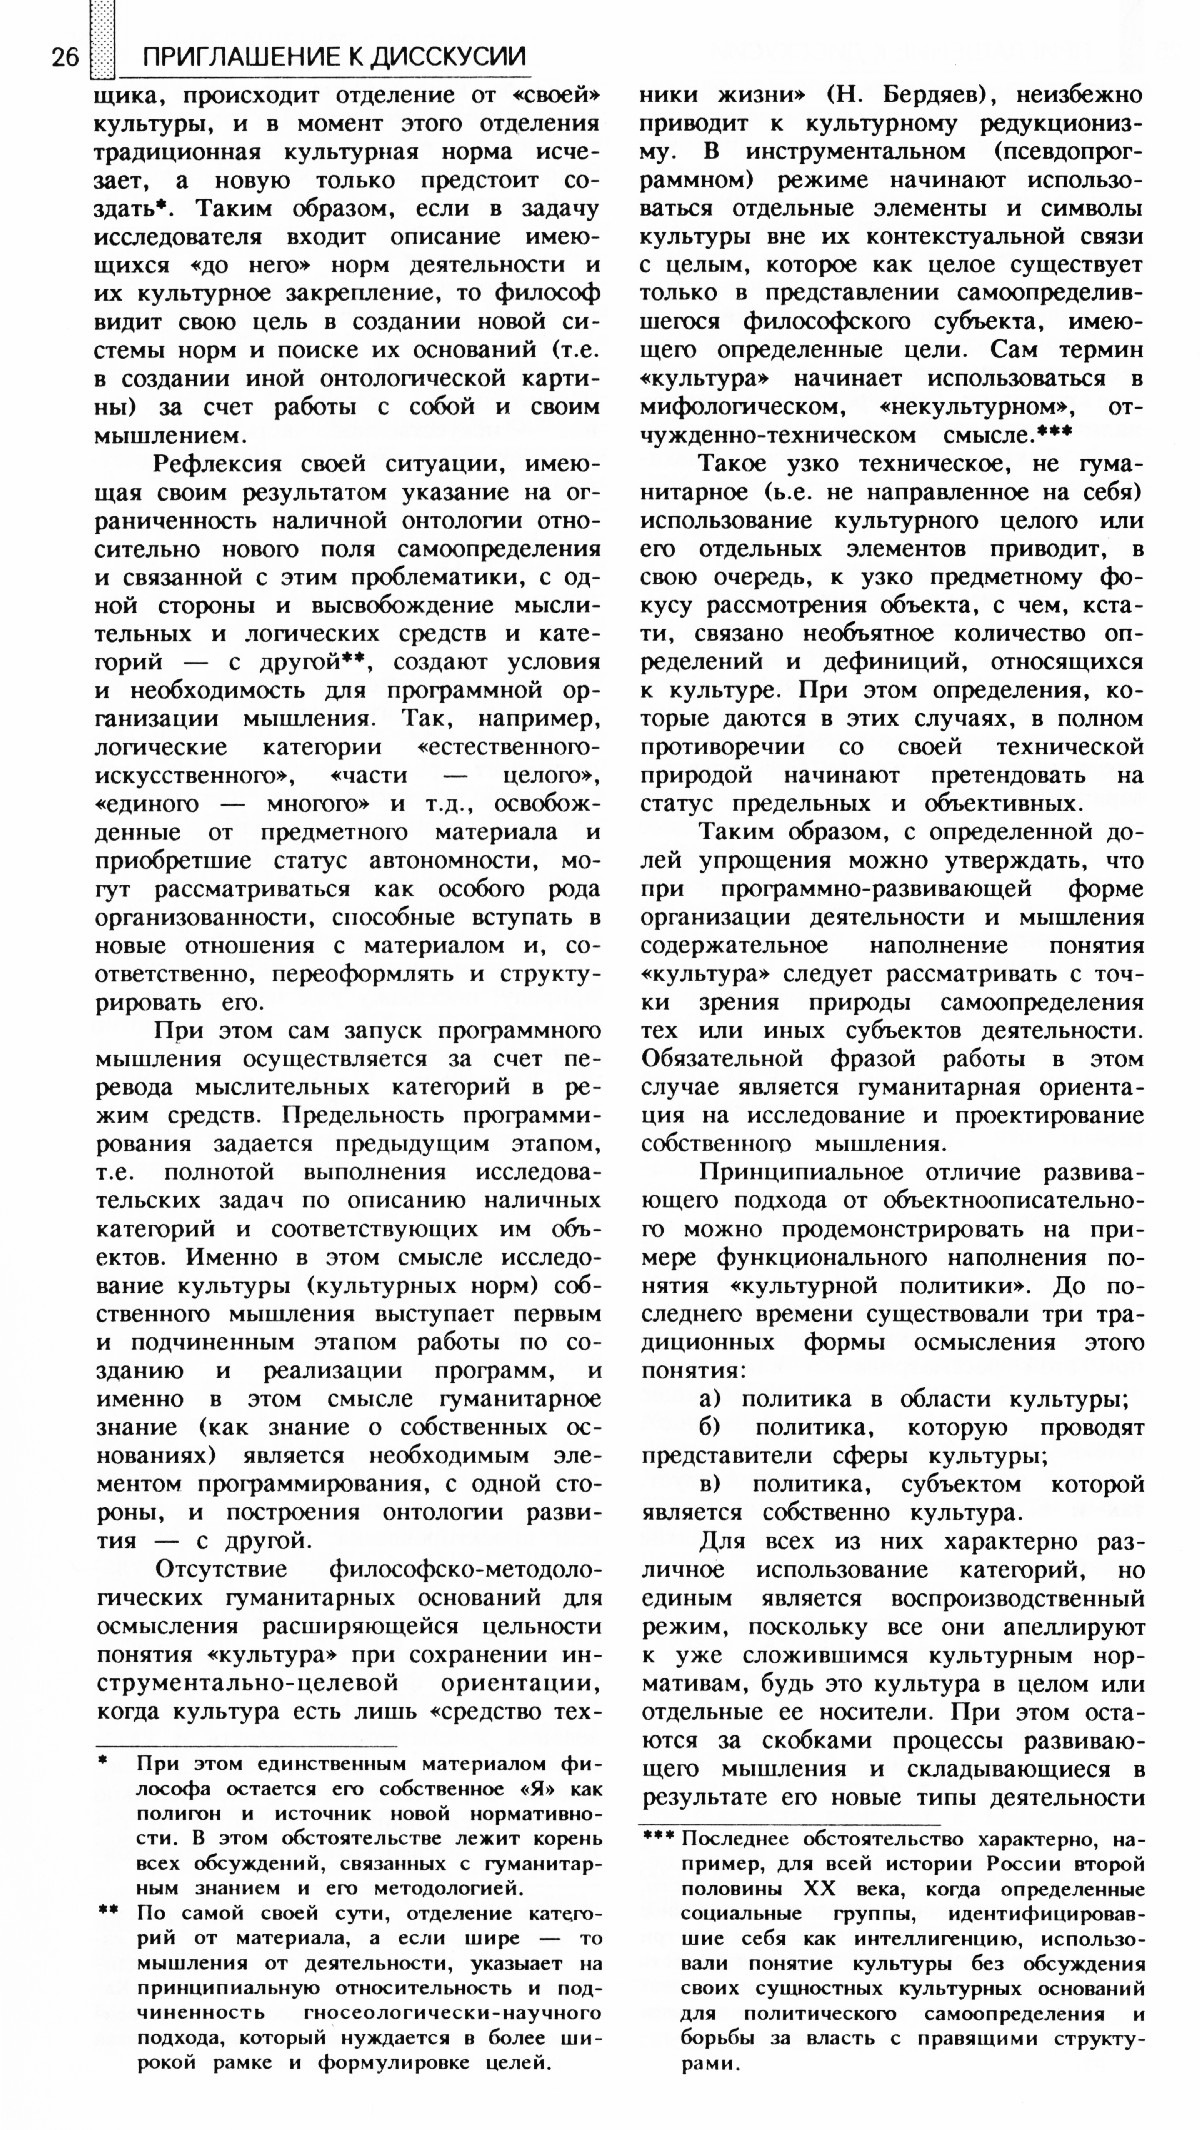 26
ПРИГЛАШЕНИЕ К ДИССКУСИИ
щика, происходит отделение от «своей»
культуры, и в момент этого отделения
традиционная культурная норма исче-
зает, а новую только предстоит со-
здать*. Таким образом, если в задачу
исследователя входит описание имею-
щихся «до него» норм деятельности и
их культурное закрепление, то философ
видит свою цель в создании новой си-
стемы норм и поиске их оснований (т.е.
в создании иной онтологической карти-
ны) за счет работы с собой и своим
мышлением.
Рефлексия своей ситуации, имею-
щая своим результатом указание на ог-
раниченность наличной онтологии отно-
сительно нового поля самоопределения
и связанной с этим проблематики, с од-
ной стороны и высвобождение мысли-
тельных и логических средств и кате-
горий — с другой**, создают условия
и необходимость для программной ор-
ганизации мышления. Так, например,
логические категории «естественного-
искусственного», «части — целого»,
«единого — многого» и т.д., освобож-
денные от предметного материала и
приобретшие статус автономности, мо-
гут рассматриваться как особого рода
организованности, способные вступать в
новые отношения с материалом и, со-
ответственно, переоформлять и структу-
рировать его.
При этом сам запуск программного
мышления осуществляется за счет пе-
ревода мыслительных категорий в ре-
жим средств. Предельность программи-
рования задается предыдущим этапом,
т.е. полнотой выполнения исследова-
тельских задач по описанию наличных
категорий и соответствующих им объ-
ектов. Именно в этом смысле исследо-
вание культуры (культурных норм) соб-
ственного мышления выступает первым
и подчиненным этапом работы по со-
зданию и реализации программ, и
именно в этом смысле гуманитарное
знание (как знание о собственных ос-
нованиях) является необходимым эле-
ментом программирования, с одной сто-
роны, и построения онтологии разви-
тия — с другой.
Отсутствие философско-методоло-
гических гуманитарных оснований для
осмысления расширяющейся цельности
понятия «культура» при сохранении ин-
струментально-целевой ориентации,
когда культура есть лишь «средство тех-
* При этом единственным материалом фи-
лософа остается его собственное «Я» как
полигон и источник новой нормативно-
сти. В этом обстоятельстве лежит корень
всех обсуждений, связанных с гуманитар-
ным знанием и его методологией.
** По самой своей сути, отделение катего-
рий от материала, а если шире — то
мышления от деятельности, указыает на
принципиальную относительность и под-
чиненность гносеологически-научного
подхода, который нуждается в более ши-
рокой рамке и формулировке целей.
ники жизни» (Н. Бердяев), неизбежно
приводит к культурному редукциониз-
му. В инструментальном (псевдопрог-
раммном) режиме начинают использо-
ваться отдельные элементы и символы
культуры вне их контекстуальной связи
с целым, которое как целое существует
только в представлении самоопределив-
шегося философского субъекта, имею-
щего определенные цели. Сам термин
«культура» начинает использоваться в
мифологическом, «некультурном», от-
чужденно-техническом смысле.***
Такое узко техническое, не гума-
нитарное (ь.е. не направленное на себя)
использование культурного целого или
его отдельных элементов приводит, в
свою очередь, к узко предметному фо-
кусу рассмотрения объекта, с чем, кста-
ти, связано необъятное количество оп-
ределений и дефиниций, относящихся
к культуре. При этом определения, ко-
торые даются в этих случаях, в полном
противоречии со своей технической
природой начинают претендовать на
статус предельных и объективных.
Таким образом, с определенной до-
лей упрощения можно утверждать, что
при программно-развивающей форме
организации деятельности и мышления
содержательное наполнение понятия
«культура» следует рассматривать с точ-
ки зрения природы самоопределения
тех или иных субъектов деятельности.
Обязательной фразой работы в этом
случае является гуманитарная ориента-
ция на исследование и проектирование
собственного мышления.
Принципиальное отличие развива-
ющего подхода от объектноописательно-
го можно продемонстрировать на при-
мере функционального наполнения по-
нятия «культурной политики». До по-
следнего времени существовали три тра-
диционных формы осмысления этого
понятия:
а) политика в области культуры;
б) политика, которую проводят
представители сферы культуры;
в) политика, субъектом которой
является собственно культура.
Для всех из них характерно раз-
личное использование категорий, но
единым является воспроизводственный
режим, поскольку все они апеллируют
к уже сложившимся культурным нор-
мативам, будь это культура в целом или
отдельные ее носители. При этом оста-
ются за скобками процессы развиваю-
щего мышления и складывающиеся в
результате его новые типы деятельности
*** Последнее обстоятельство характерно, на-
пример, для всей истории России второй
половины XX века, когда определенные
социальные группы, идентифицировав-
шие себя как интеллигенцию, использо-
вали понятие культуры без обсуждения
своих сущностных культурных оснований
для политического самоопределения и
борьбы за власть с правящими структу-
рами.